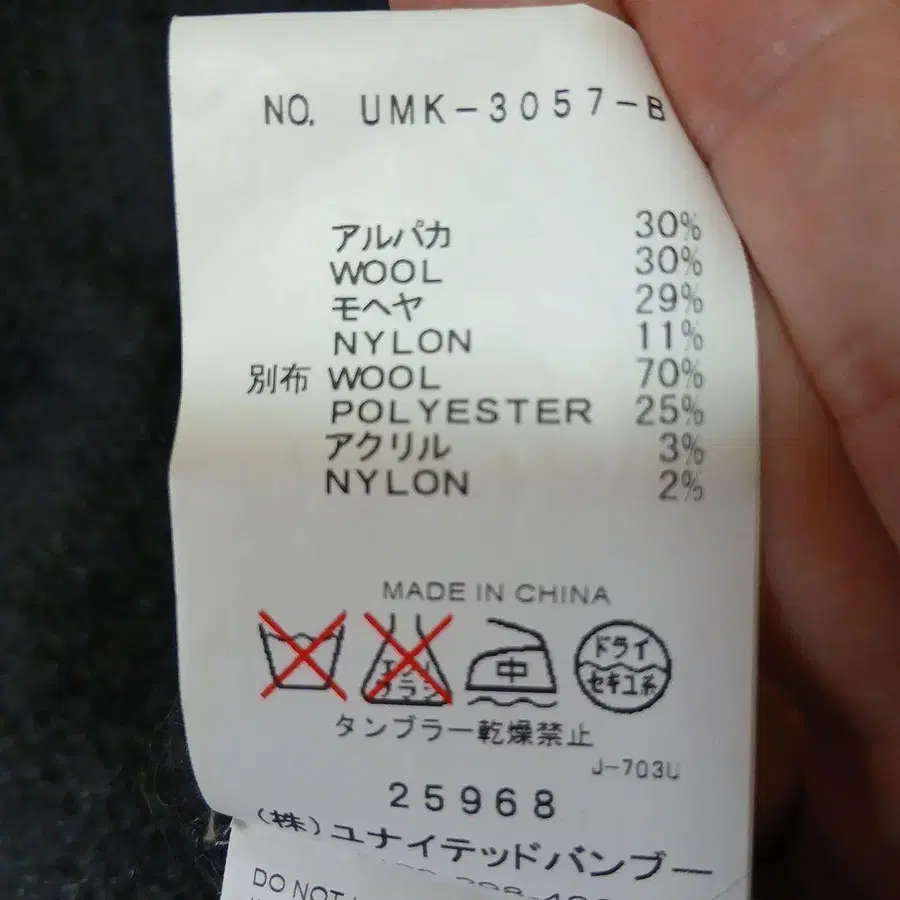 NO. UMK-3057-B
アルパカ 30%
WOOL 30%
モヘヤ 29%
NYLON 11%
別布 WOOL 70%
POLYESTER 25%
アクリル 3%
NYLON 2%
MADE IN CHINA
中 ドライ
セキユ系
タンブラー乾燥禁止
J-703U
25968
(株)ユナイテッドバンブー
DO NOT